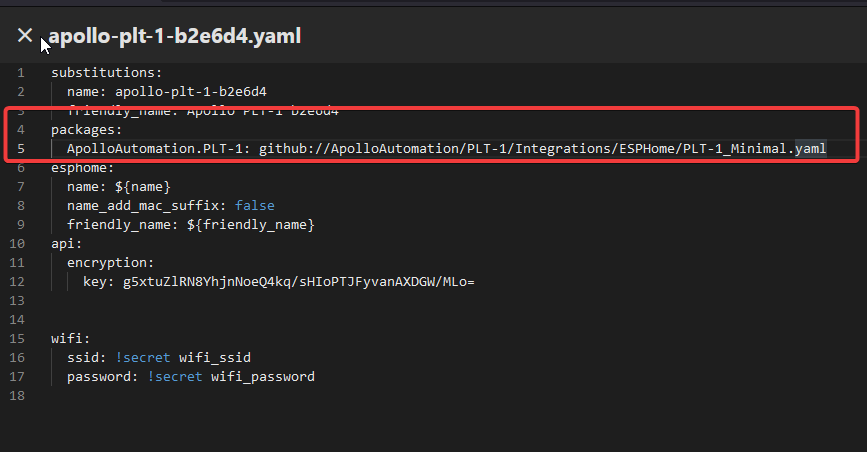 apollo-plt-1-b2e6d4.yaml
1 substitutions:
2 name: apollo-plt-1-b2e6d4
3 friendly_name: Apollo PLT-1 b2e6d4
4 packages:
5 ApolloAutomation.PLT-1: github://ApolloAutomation/PLT-1/Integrations/ESPHome/PLT-1_Minimal.yaml
6 esphome:
7 name: ${name}
8 name_add_mac_suffix: false
9 friendly_name: ${friendly_name}
10 api:
11 encryption:
12 key: g5xtuZlRN8YhjnNoeQ4kq/sHIoPTJFyvanAXDGW/MLo=
13
14
15 wifi:
16 ssid: !secret wifi_ssid
17 password: !secret wifi_password
18